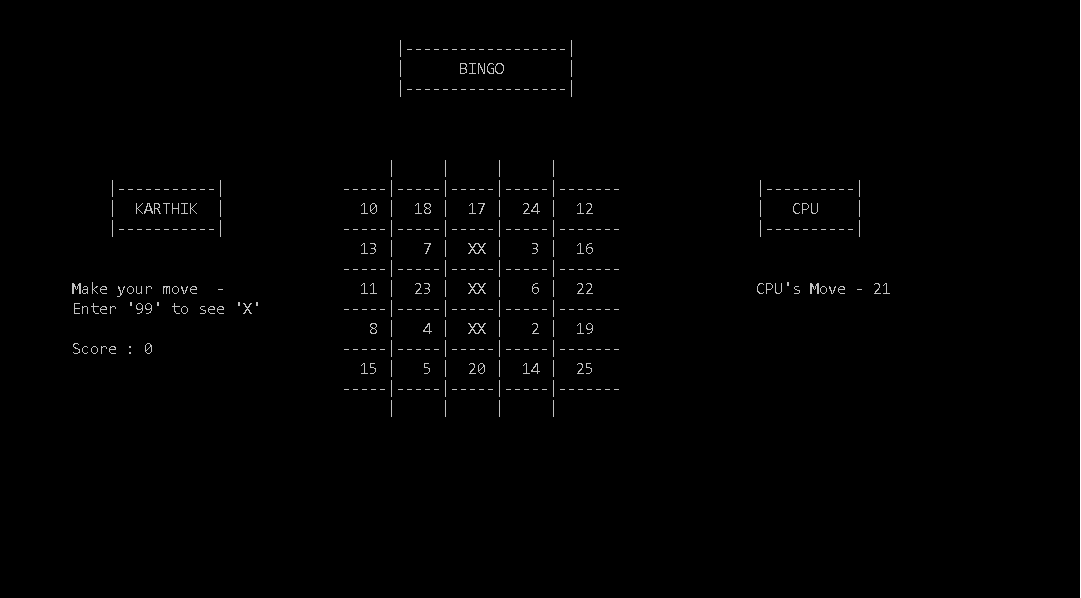 BINGO
KARTHIK
CPU
10 18 17 24 12
13 7 XX 3 16
11 23 XX 6 22
8 4 XX 2 19
15 5 20 14 25
Make your move -
Enter '99' to see 'X'
Score : 0
CPU's Move - 21